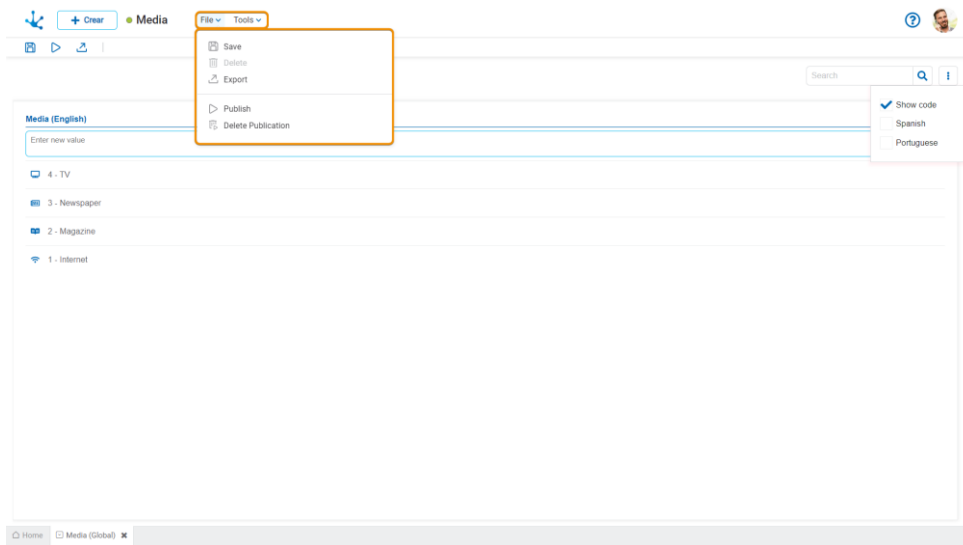 + Crear
Media
File
Tools
Save
Delete
Export
Publish
Delete Publication
Search
Show code
Spanish
Portuguese
Media (English)
Enter new value
4 - TV
3 - Newspaper
2 - Magazine
1 - Internet
Home
Media (Global)